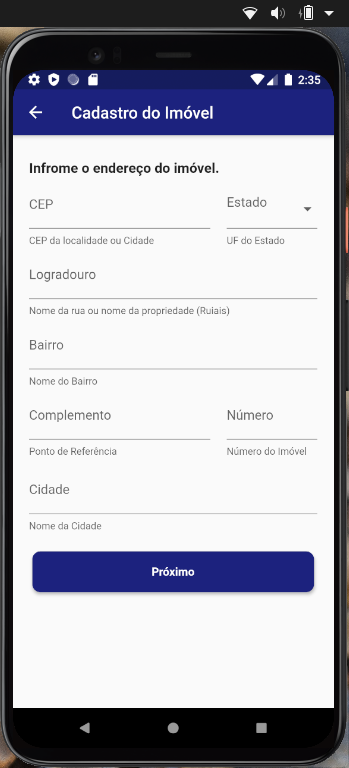 2:35
Cadastro do Imóvel
Infrome o endereço do imóvel.
CEP
Estado
CEP da localidade ou Cidade
UF do Estado
Logradouro
Nome da rua ou nome da propriedade (Ruiais)
Bairro
Nome do Bairro
Complemento
Número
Ponto de Referência
Número do Imóvel
Cidade
Nome da Cidade
Próximo